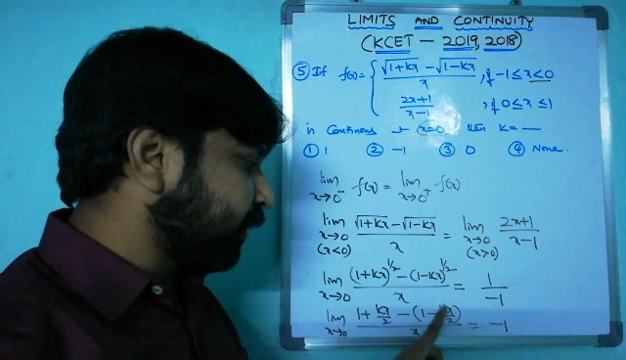 LIMITS AND CONTINUITY
(KCET — 2019, 2018)
⑤ If f(x) = { (√(1+Kx) − √(1−Kx))/x , if −1 ≤ x < 0
(2x+1)/(x−1) , if 0 ≤ x ≤ 1
is Continuous at x=0 then K = —
① 1 ② −1 ③ 0 ④ None.
lim x→0⁻ f(x) = lim x→0⁺ f(x)
lim x→0 (x<0) (√(1+Kx) − √(1−Kx))/x = lim x→0 (x>0) (2x+1)/(x−1)
lim x→0 ((1+Kx)^1/2 − (1−Kx)^1/2)/x = 1/−1
lim x→0 (1 + Kx/2 − (1 − Kx/2))/x = −1